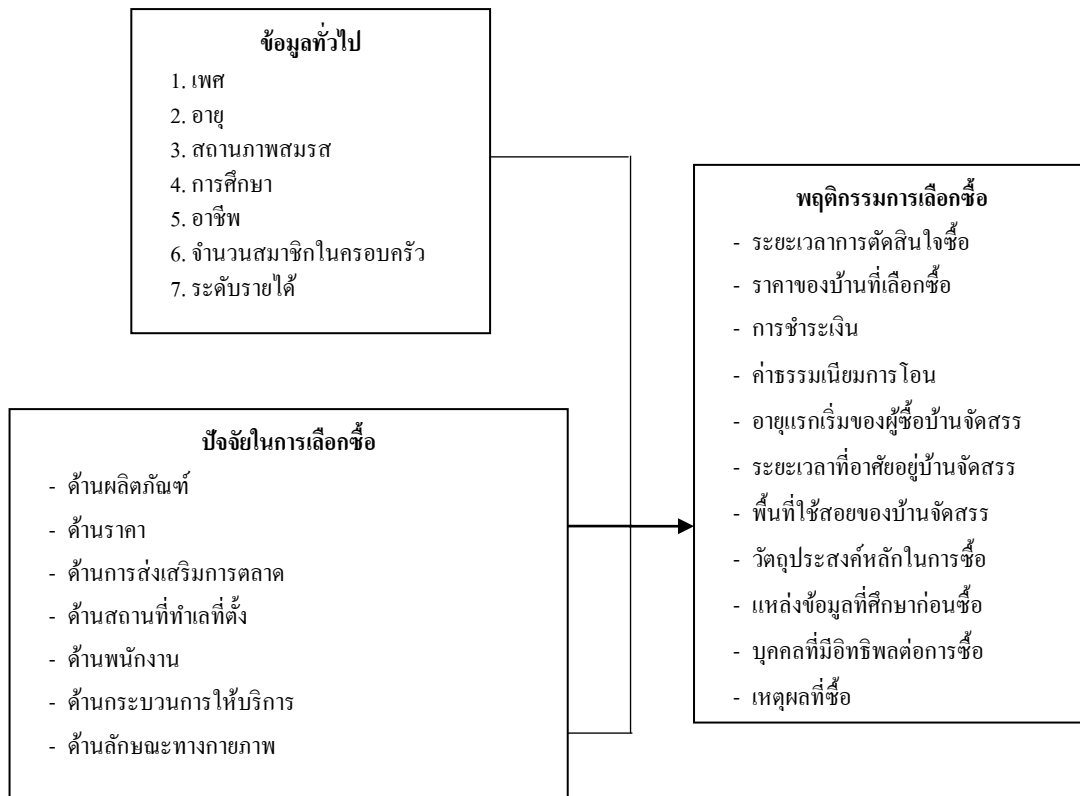 ข้อมูลทั่วไป
1. เพศ
2. อายุ
3. สถานภาพสมรส
4. การศึกษา
5. อาชีพ
6. จำนวนสมาชิกในครอบครัว
7. ระดับรายได้
ปัจจัยในการเลือกซื้อ
- ด้านผลิตภัณฑ์
- ด้านราคา
- ด้านการส่งเสริมการตลาด
- ด้านสถานที่ทำเลที่ตั้ง
- ด้านพนักงาน
- ด้านกระบวนการให้บริการ
- ด้านลักษณะทางกายภาพ
พฤติกรรมการเลือกซื้อ
- ระยะเวลาการตัดสินใจซื้อ
- ราคาของบ้านที่เลือกซื้อ
- การชำระเงิน
- ค่าธรรมเนียมการโอน
- อายุแรกเริ่มของผู้ซื้อบ้านจัดสรร
- ระยะเวลาที่อาศัยอยู่บ้านจัดสรร
- พื้นที่ใช้สอยของบ้านจัดสรร
- วัตถุประสงค์หลักในการซื้อ
- แหล่งข้อมูลที่ศึกษาก่อนซื้อ
- บุคคลที่มีอิทธิพลต่อการซื้อ
- เหตุผลที่ซื้อ